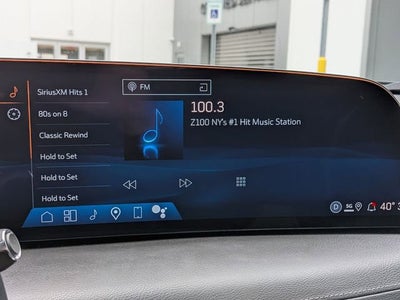 SiriusXM Hits 1
80s on 8
Classic Rewind
Hold to Set
Hold to Set
Hold to Set
FM
100.3
Z100 NY's #1 Hit Music Station
D
5G
40°